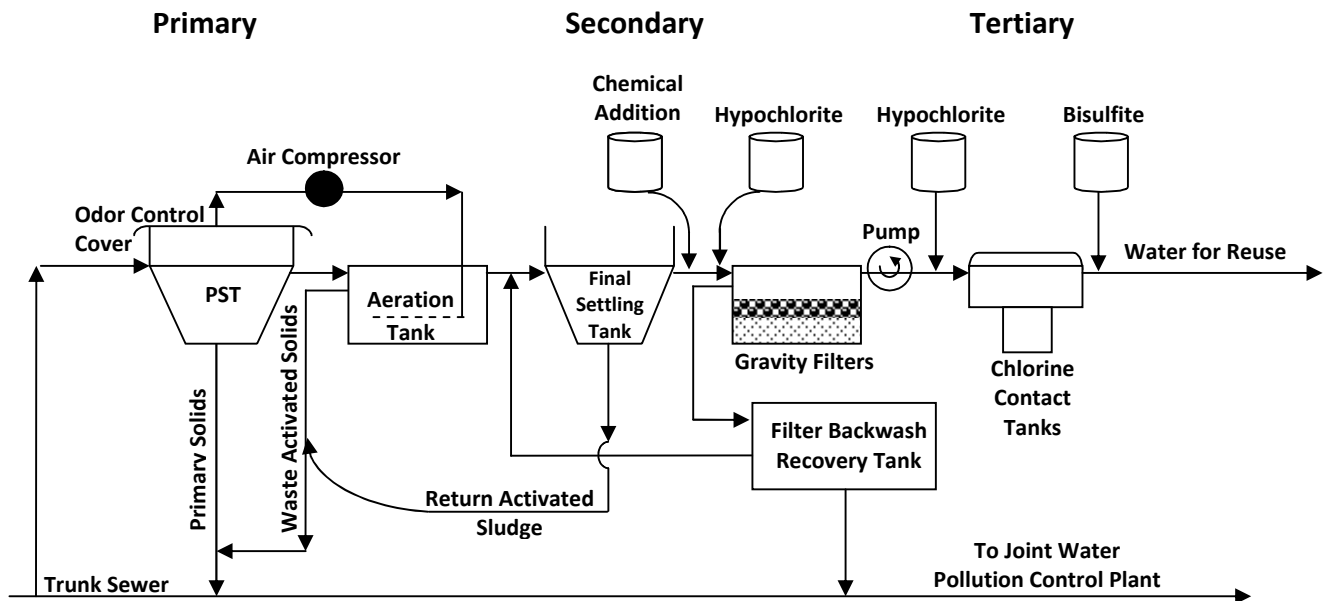 Primary
Secondary
Tertiary
Chemical
Addition
Hypochlorite
Hypochlorite
Bisulfite
Air Compressor
Odor Control
Cover
Pump
Water for Reuse
PST
Aeration
Tank
Final
Settling
Tank
Gravity Filters
Chlorine
Contact
Tanks
Primary Solids
Waste Activated Solids
Filter Backwash
Recovery Tank
Return Activated
Sludge
To Joint Water
Pollution Control Plant
Trunk Sewer